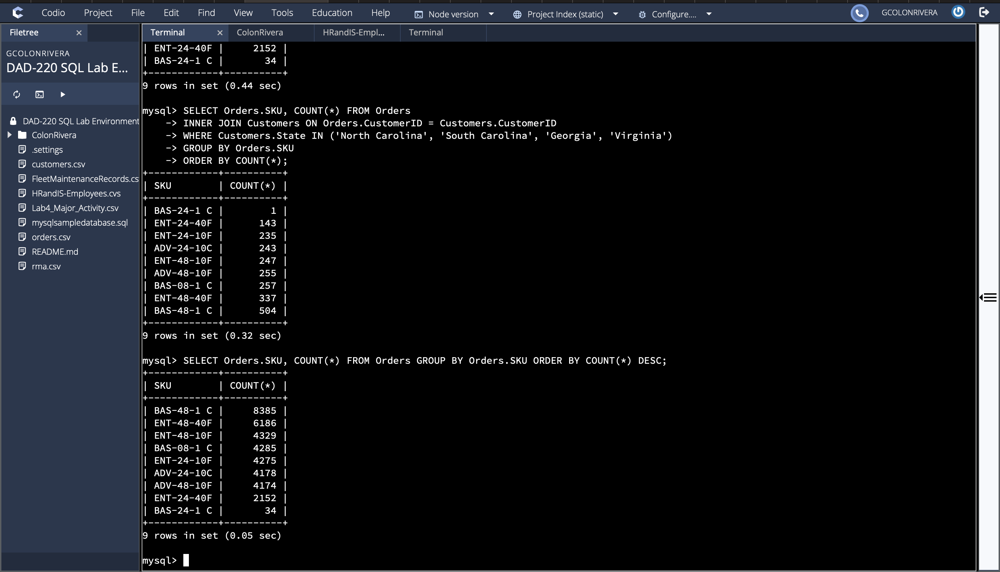 Codio Project File Edit Find View Tools Education Help Node version Project Index (static) Configure.... GCOLONRIVERA
Filetree
GCOLONRIVERA
DAD-220 SQL Lab E...
DAD-220 SQL Lab Environment
ColonRivera
.settings
customers.csv
FleetMaintenanceRecords.cs
HRandIS-Employees.cvs
Lab4_Major_Activity.csv
mysqlsampledatabase.sql
orders.csv
README.md
rma.csv
Terminal ColonRivera HRandIS-Empl... Terminal
| ENT-24-40F |     2152 |
| BAS-24-1 C |       34 |
+------------+----------+
9 rows in set (0.44 sec)
mysql> SELECT Orders.SKU, COUNT(*) FROM Orders
    -> INNER JOIN Customers ON Orders.CustomerID = Customers.CustomerID
    -> WHERE Customers.State IN ('North Carolina', 'South Carolina', 'Georgia', 'Virginia')
    -> GROUP BY Orders.SKU
    -> ORDER BY COUNT(*);
+------------+----------+
| SKU        | COUNT(*) |
+------------+----------+
| BAS-24-1 C |        1 |
| ENT-24-40F |      143 |
| ENT-24-10F |      235 |
| ADV-24-10C |      243 |
| ENT-48-10F |      247 |
| ADV-48-10F |      255 |
| BAS-08-1 C |      257 |
| ENT-48-40F |      337 |
| BAS-48-1 C |      504 |
+------------+----------+
9 rows in set (0.32 sec)
mysql> SELECT Orders.SKU, COUNT(*) FROM Orders GROUP BY Orders.SKU ORDER BY COUNT(*) DESC;
+------------+----------+
| SKU        | COUNT(*) |
+------------+----------+
| BAS-48-1 C |     8385 |
| ENT-48-40F |     6186 |
| ENT-48-10F |     4329 |
| BAS-08-1 C |     4285 |
| ENT-24-10F |     4275 |
| ADV-24-10C |     4178 |
| ADV-48-10F |     4174 |
| ENT-24-40F |     2152 |
| BAS-24-1 C |       34 |
+------------+----------+
9 rows in set (0.05 sec)
mysql>